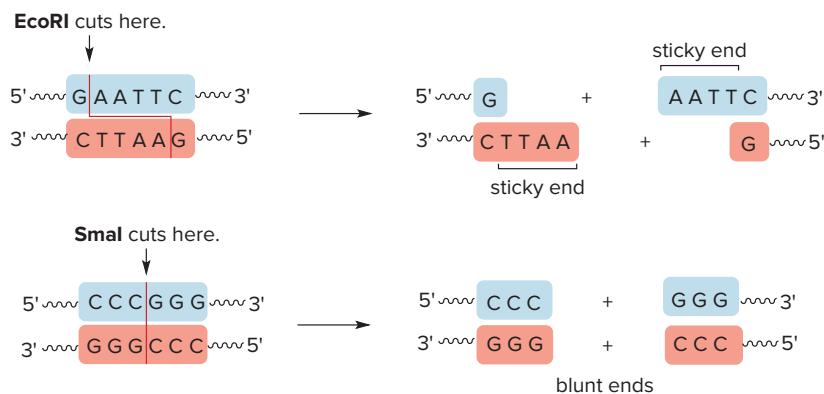 EcoRI cuts here.
sticky end
5' G A A T T C 3'
3' C T T A A G 5'
5' G + A A T T C 3'
3' C T T A A + G 5'
sticky end
SmaI cuts here.
5' C C C G G G 3'
3' G G G C C C 5'
5' C C C + G G G 3'
3' G G G + C C C 5'
blunt ends